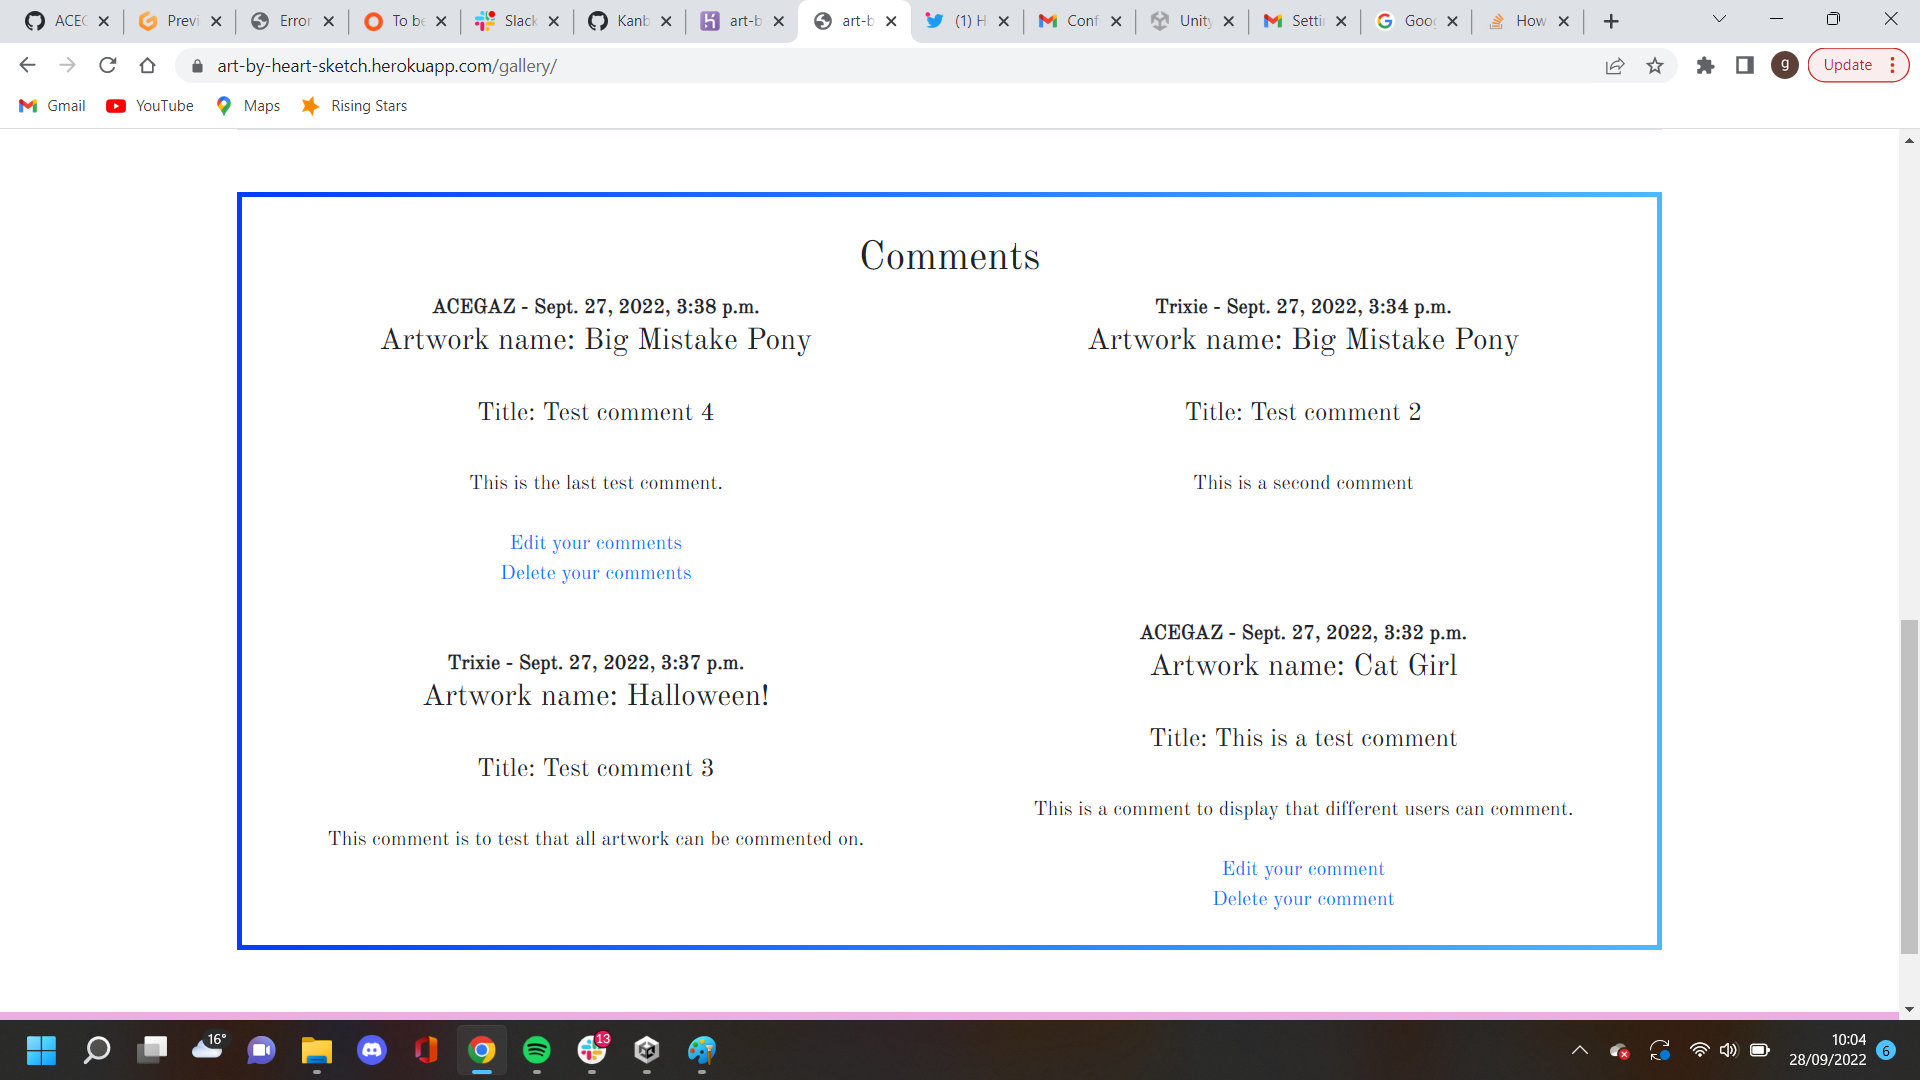 ACEC
Previ
Error
To be
Slack
Kanb
art-b
art-b
(1) H
Conf
Unity
Settin
Goo
How
art-by-heart-sketch.herokuapp.com/gallery/
g
Update
Gmail
YouTube
Maps
Rising Stars
Comments
ACEGAZ - Sept. 27, 2022, 3:38 p.m.
Artwork name: Big Mistake Pony
Title: Test comment 4
This is the last test comment.
Edit your comments
Delete your comments
Trixie - Sept. 27, 2022, 3:37 p.m.
Artwork name: Halloween!
Title: Test comment 3
This comment is to test that all artwork can be commented on.
Trixie - Sept. 27, 2022, 3:34 p.m.
Artwork name: Big Mistake Pony
Title: Test comment 2
This is a second comment
ACEGAZ - Sept. 27, 2022, 3:32 p.m.
Artwork name: Cat Girl
Title: This is a test comment
This is a comment to display that different users can comment.
Edit your comment
Delete your comment
16°
13
10:04
28/09/2022
6